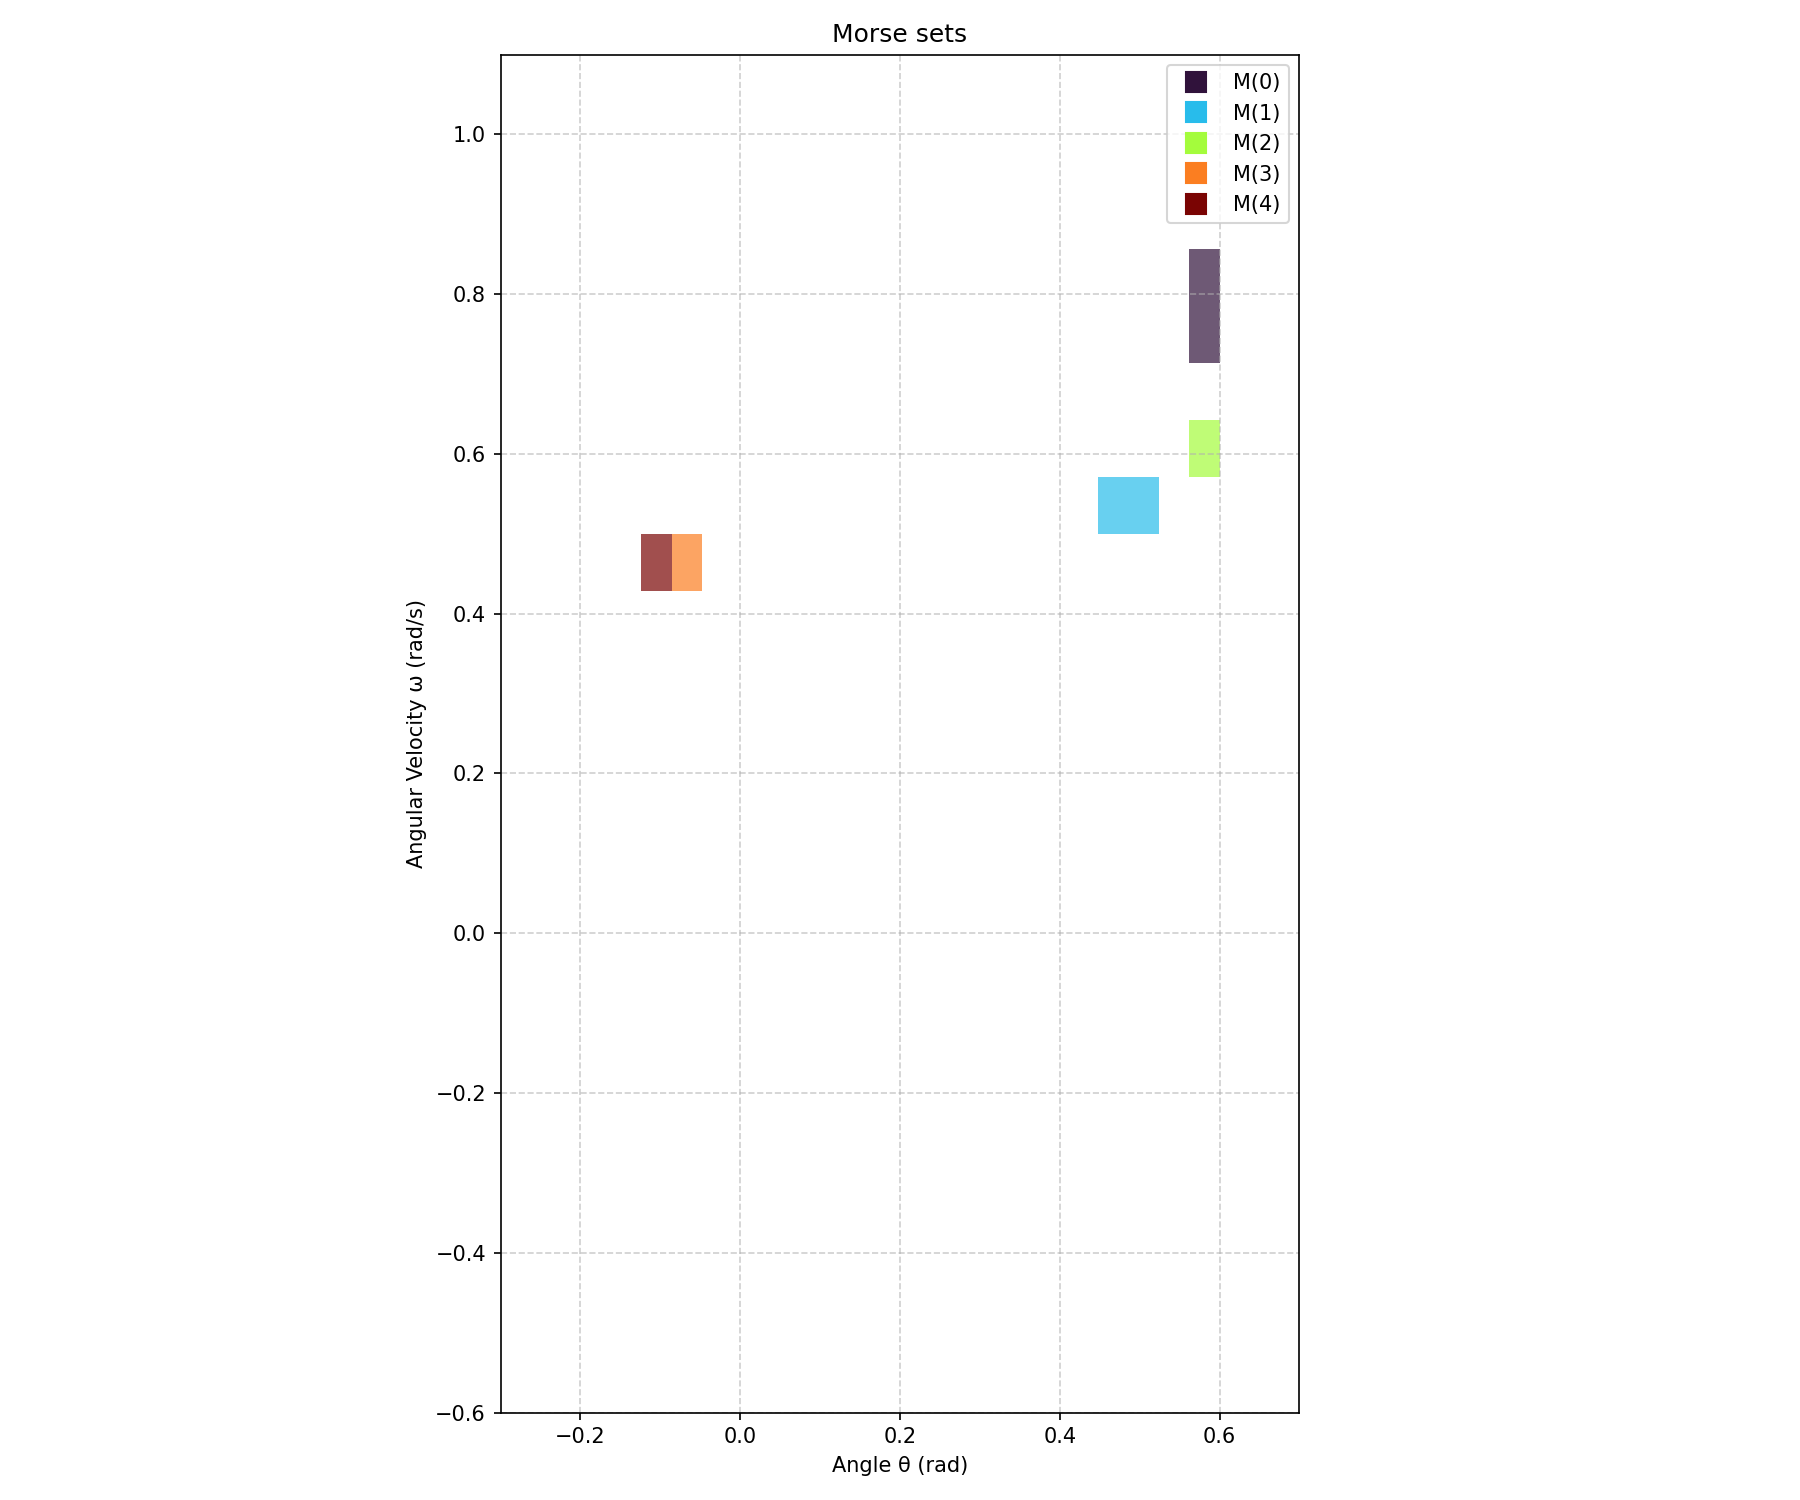 Morse sets
M(0)
M(1)
M(2)
M(3)
M(4)
1.0
0.8
0.6
0.4
0.2
0.0
−0.2
−0.4
−0.6
Angular Velocity ω (rad/s)
−0.2 0.0 0.2 0.4 0.6
Angle θ (rad)